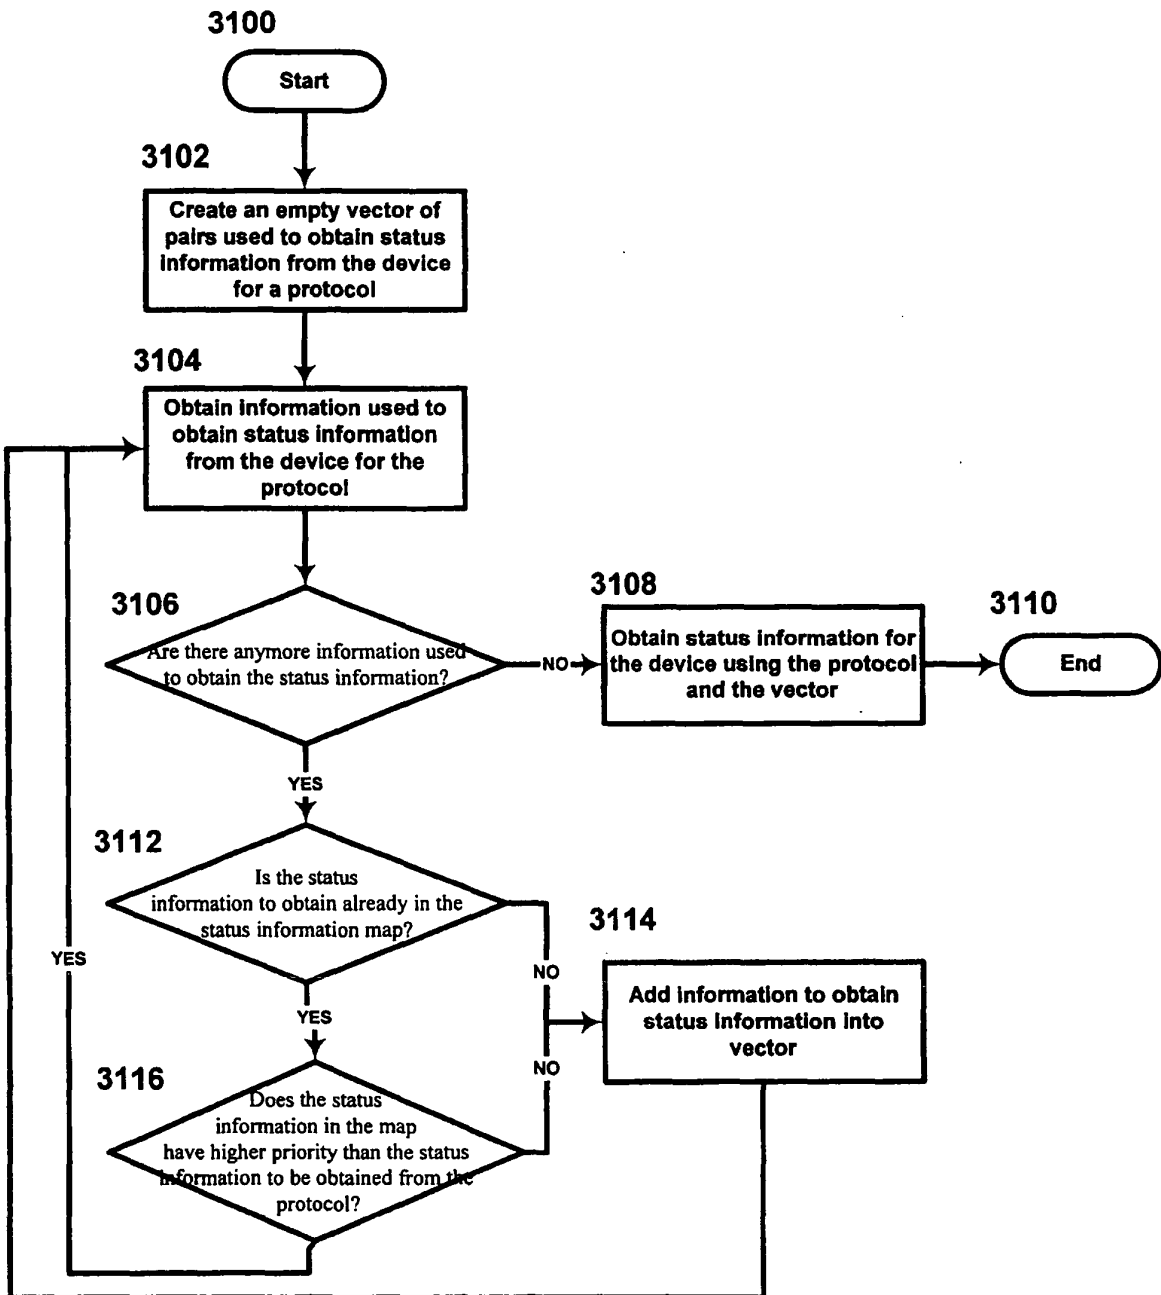 3100
Start
3102
Create an empty vector of
pairs used to obtain status
information from the device
for a protocol
3104
Obtain information used to
obtain status information
from the device for the
protocol
3106
Are there anymore information used
to obtain the status information?
NO
3108
Obtain status information for
the device using the protocol
and the vector
3110
End
YES
3112
Is the status
information to obtain already in the
status information map?
NO
3114
Add information to obtain
status information into
vector
YES
YES
NO
3116
Does the status
information in the map
have higher priority than the status
information to be obtained from the
protocol?